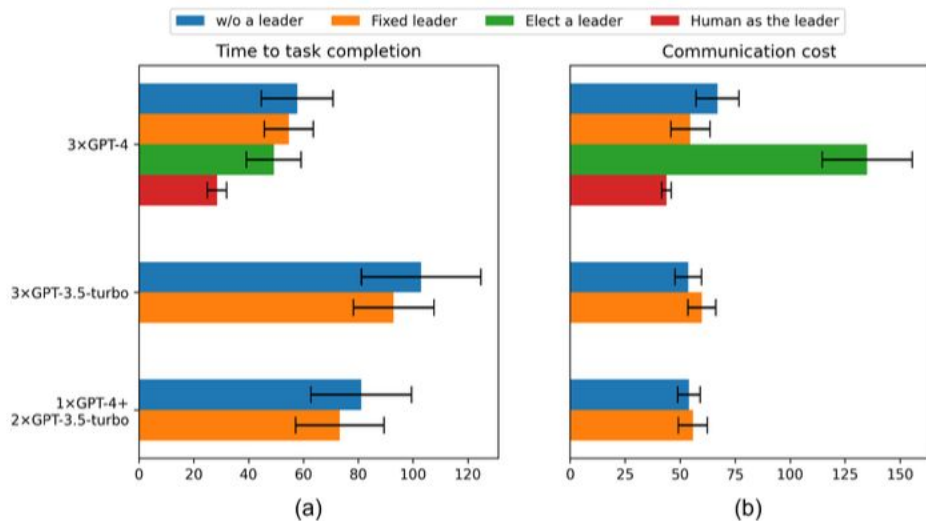 w/o a leader Fixed leader Elect a leader Human as the leader
Time to task completion Communication cost
3×GPT-4
3×GPT-3.5-turbo
1×GPT-4+
2×GPT-3.5-turbo
0 20 40 60 80 100 120 0 25 50 75 100 125 150
(a) (b)